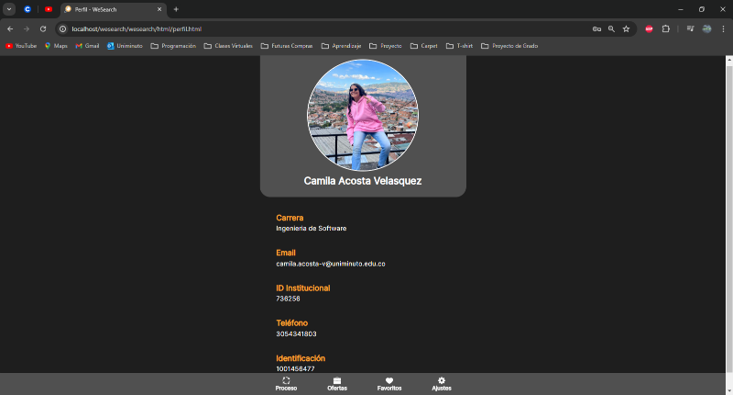 Perfil - WeSearch
localhost/wesearch/wesearch/html/perfil.html
YouTube Maps Gmail Uniminuto Programación Clases Virtuales Futuras Compras Aprendizaje Proyecto Carpet T-shirt Proyecto de Grado
Camila Acosta Velasquez
Carrera
Ingeniería de Software
Email
camila.acosta-v@uniminuto.edu.co
ID Institucional
736256
Teléfono
3054341803
Identificación
1001458477
Proceso Ofertas Favoritos Ajustes